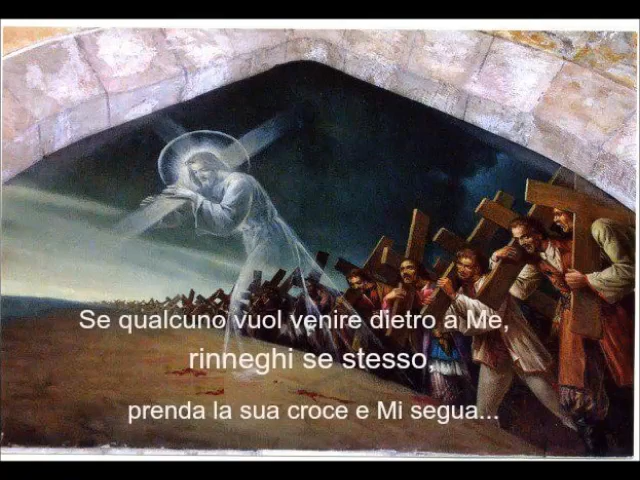 Se qualcuno vuol venire dietro a Me,
rinneghi se stesso,
prenda la sua croce e Mi segua...